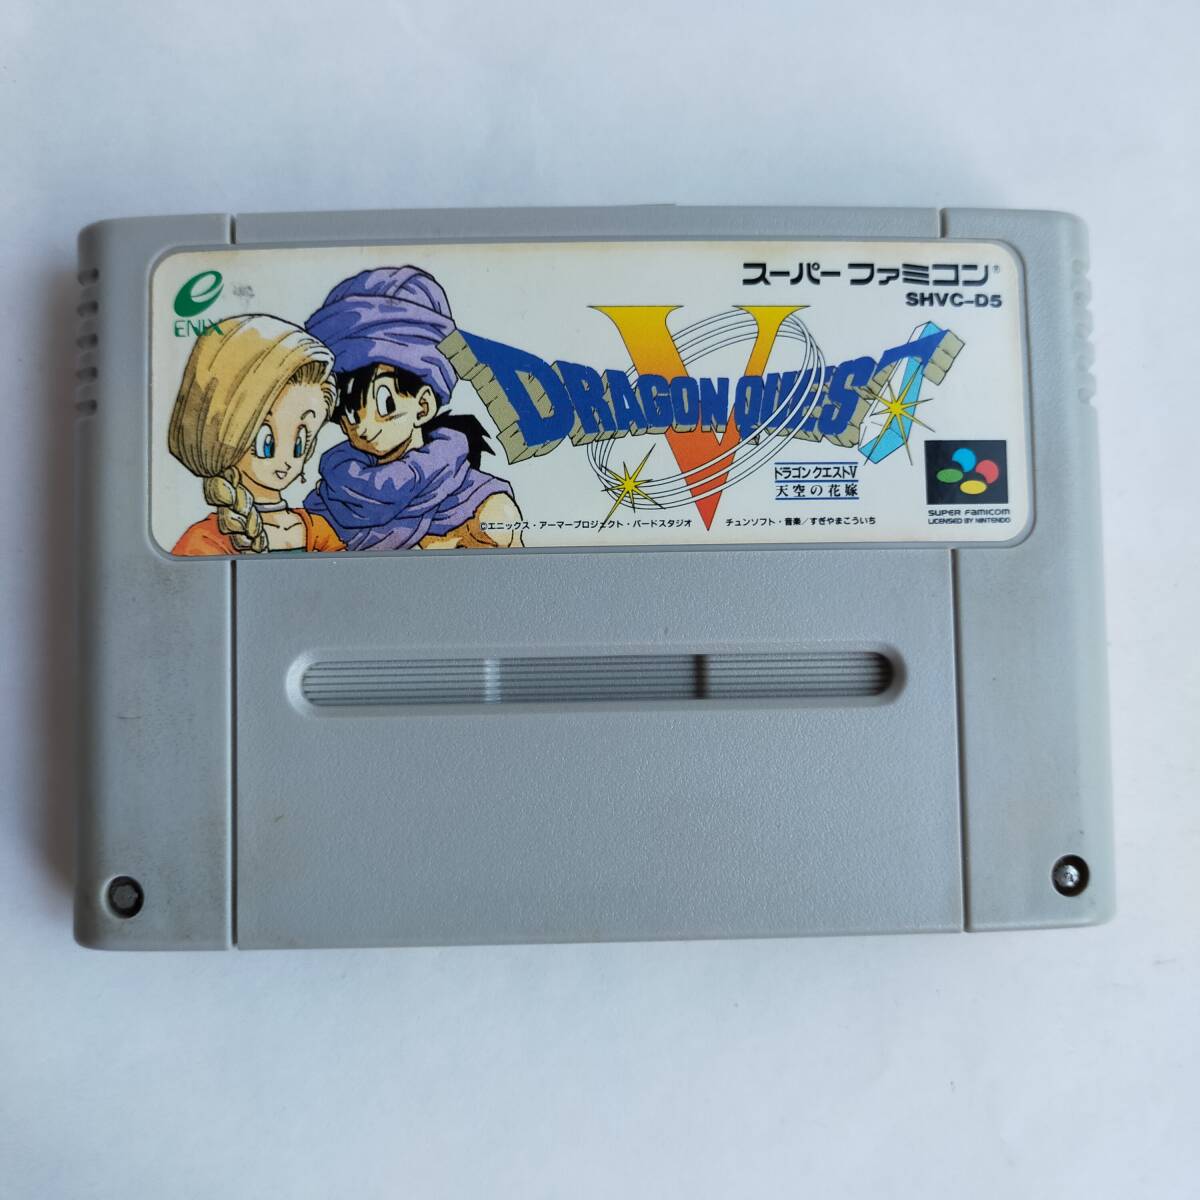 ENIX
スーパーファミコン®
SHVC-D5
DRAGON QUEST
V
ドラゴンクエストV
天空の花嫁
©エニックス・アーマープロジェクト・バードスタジオ チュンソフト・音楽/すぎやまこういち
SUPER FAMICOM
LICENSED BY NINTENDO